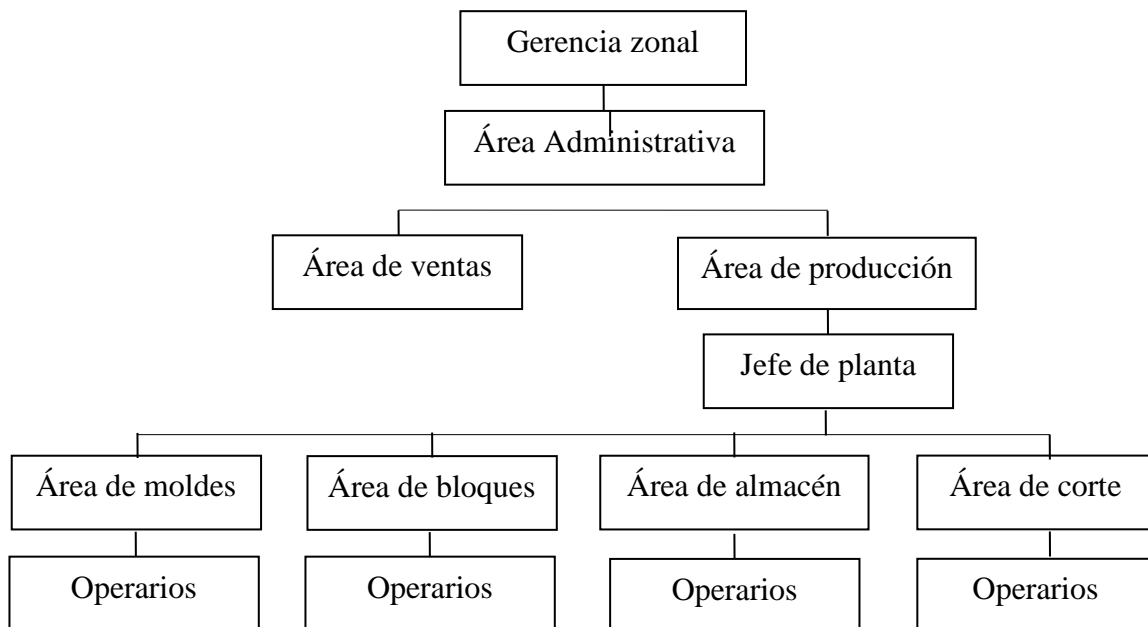 Gerencia zonal
Área Administrativa
Área de ventas
Área de producción
Jefe de planta
Área de moldes
Área de bloques
Área de almacén
Área de corte
Operarios
Operarios
Operarios
Operarios